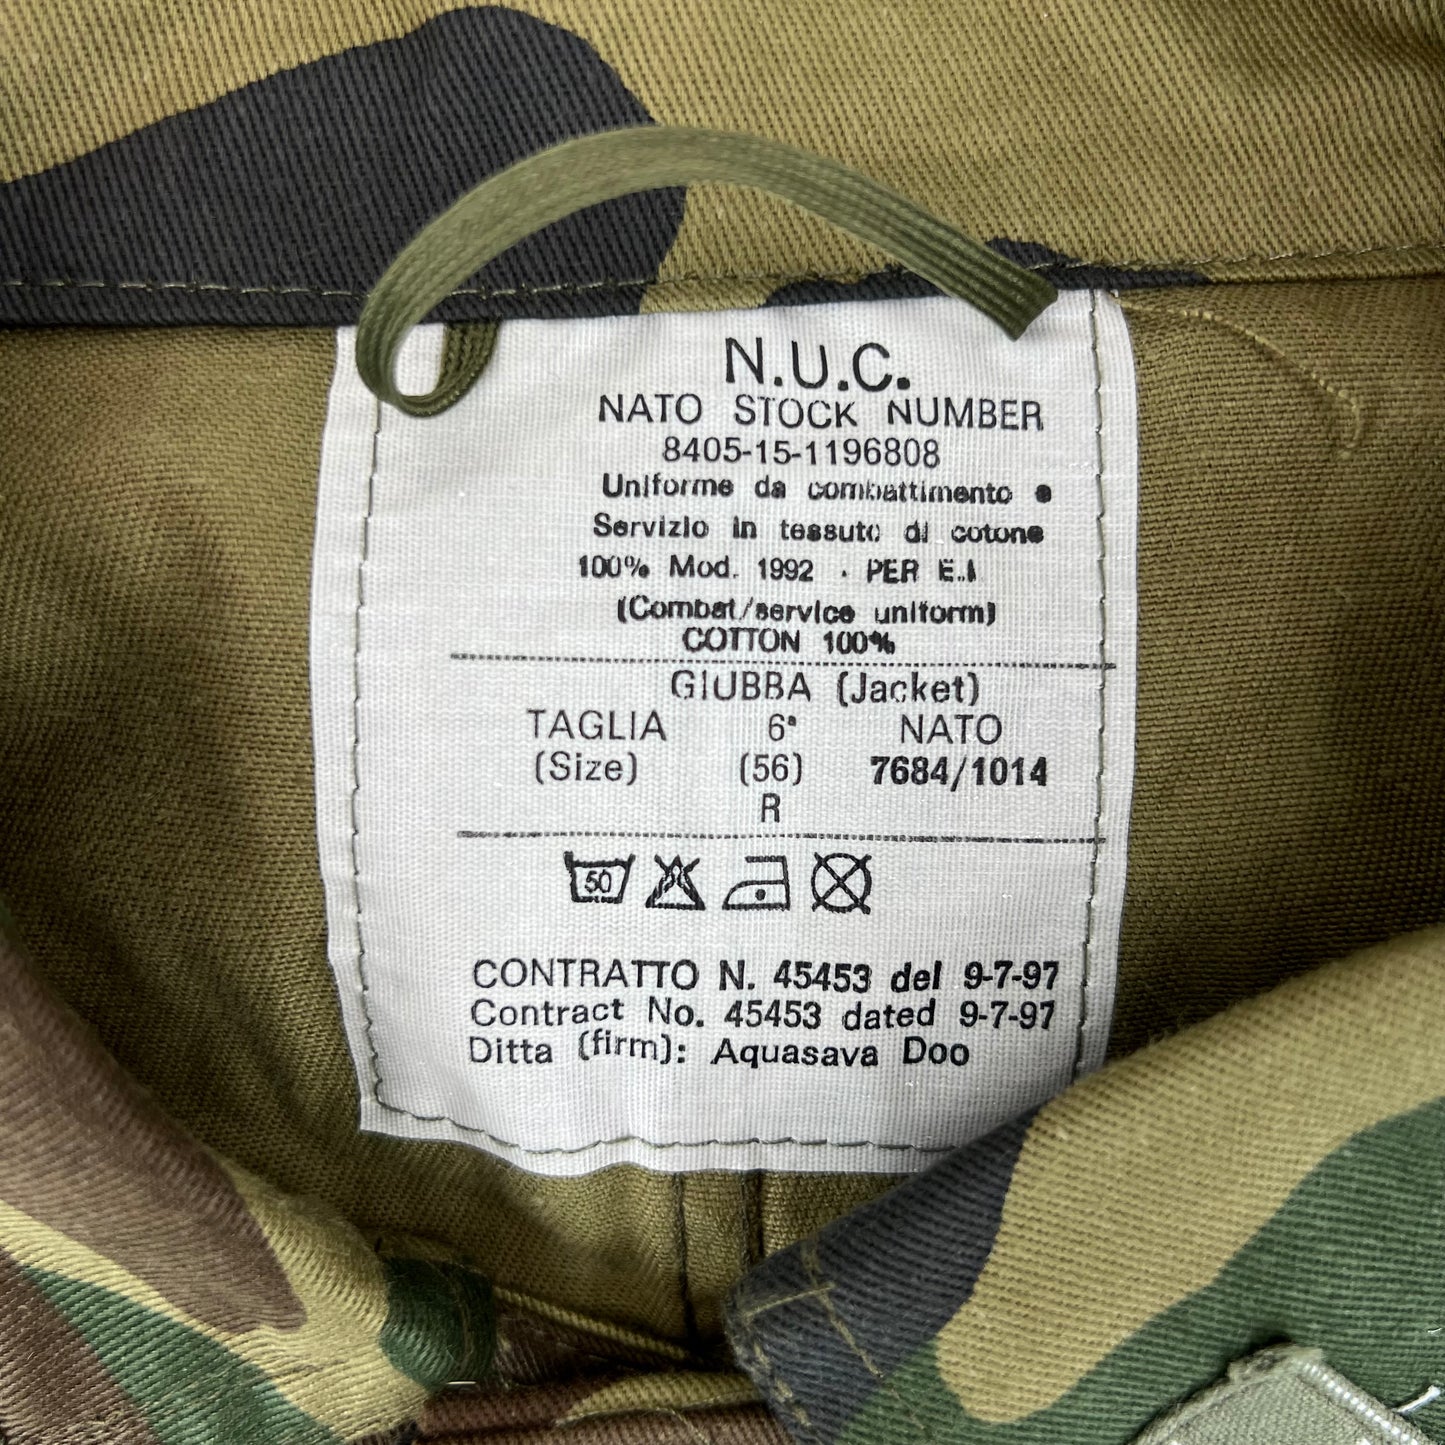 N.U.C.
NATO STOCK NUMBER
8405-15-1196808
Uniforme da combattimento e
Servizio in tessuto di cotone
100% Mod. 1992 . PER E.I
(Combat/service uniform)
COTTON 100%
GIUBBA (Jacket)
TAGLIA 6ª NATO
(Size) (56) 7684/1014
R
50
CONTRATTO N. 45453 del 9-7-97
Contract No. 45453 dated 9-7-97
Ditta (firm): Aquasava Doo